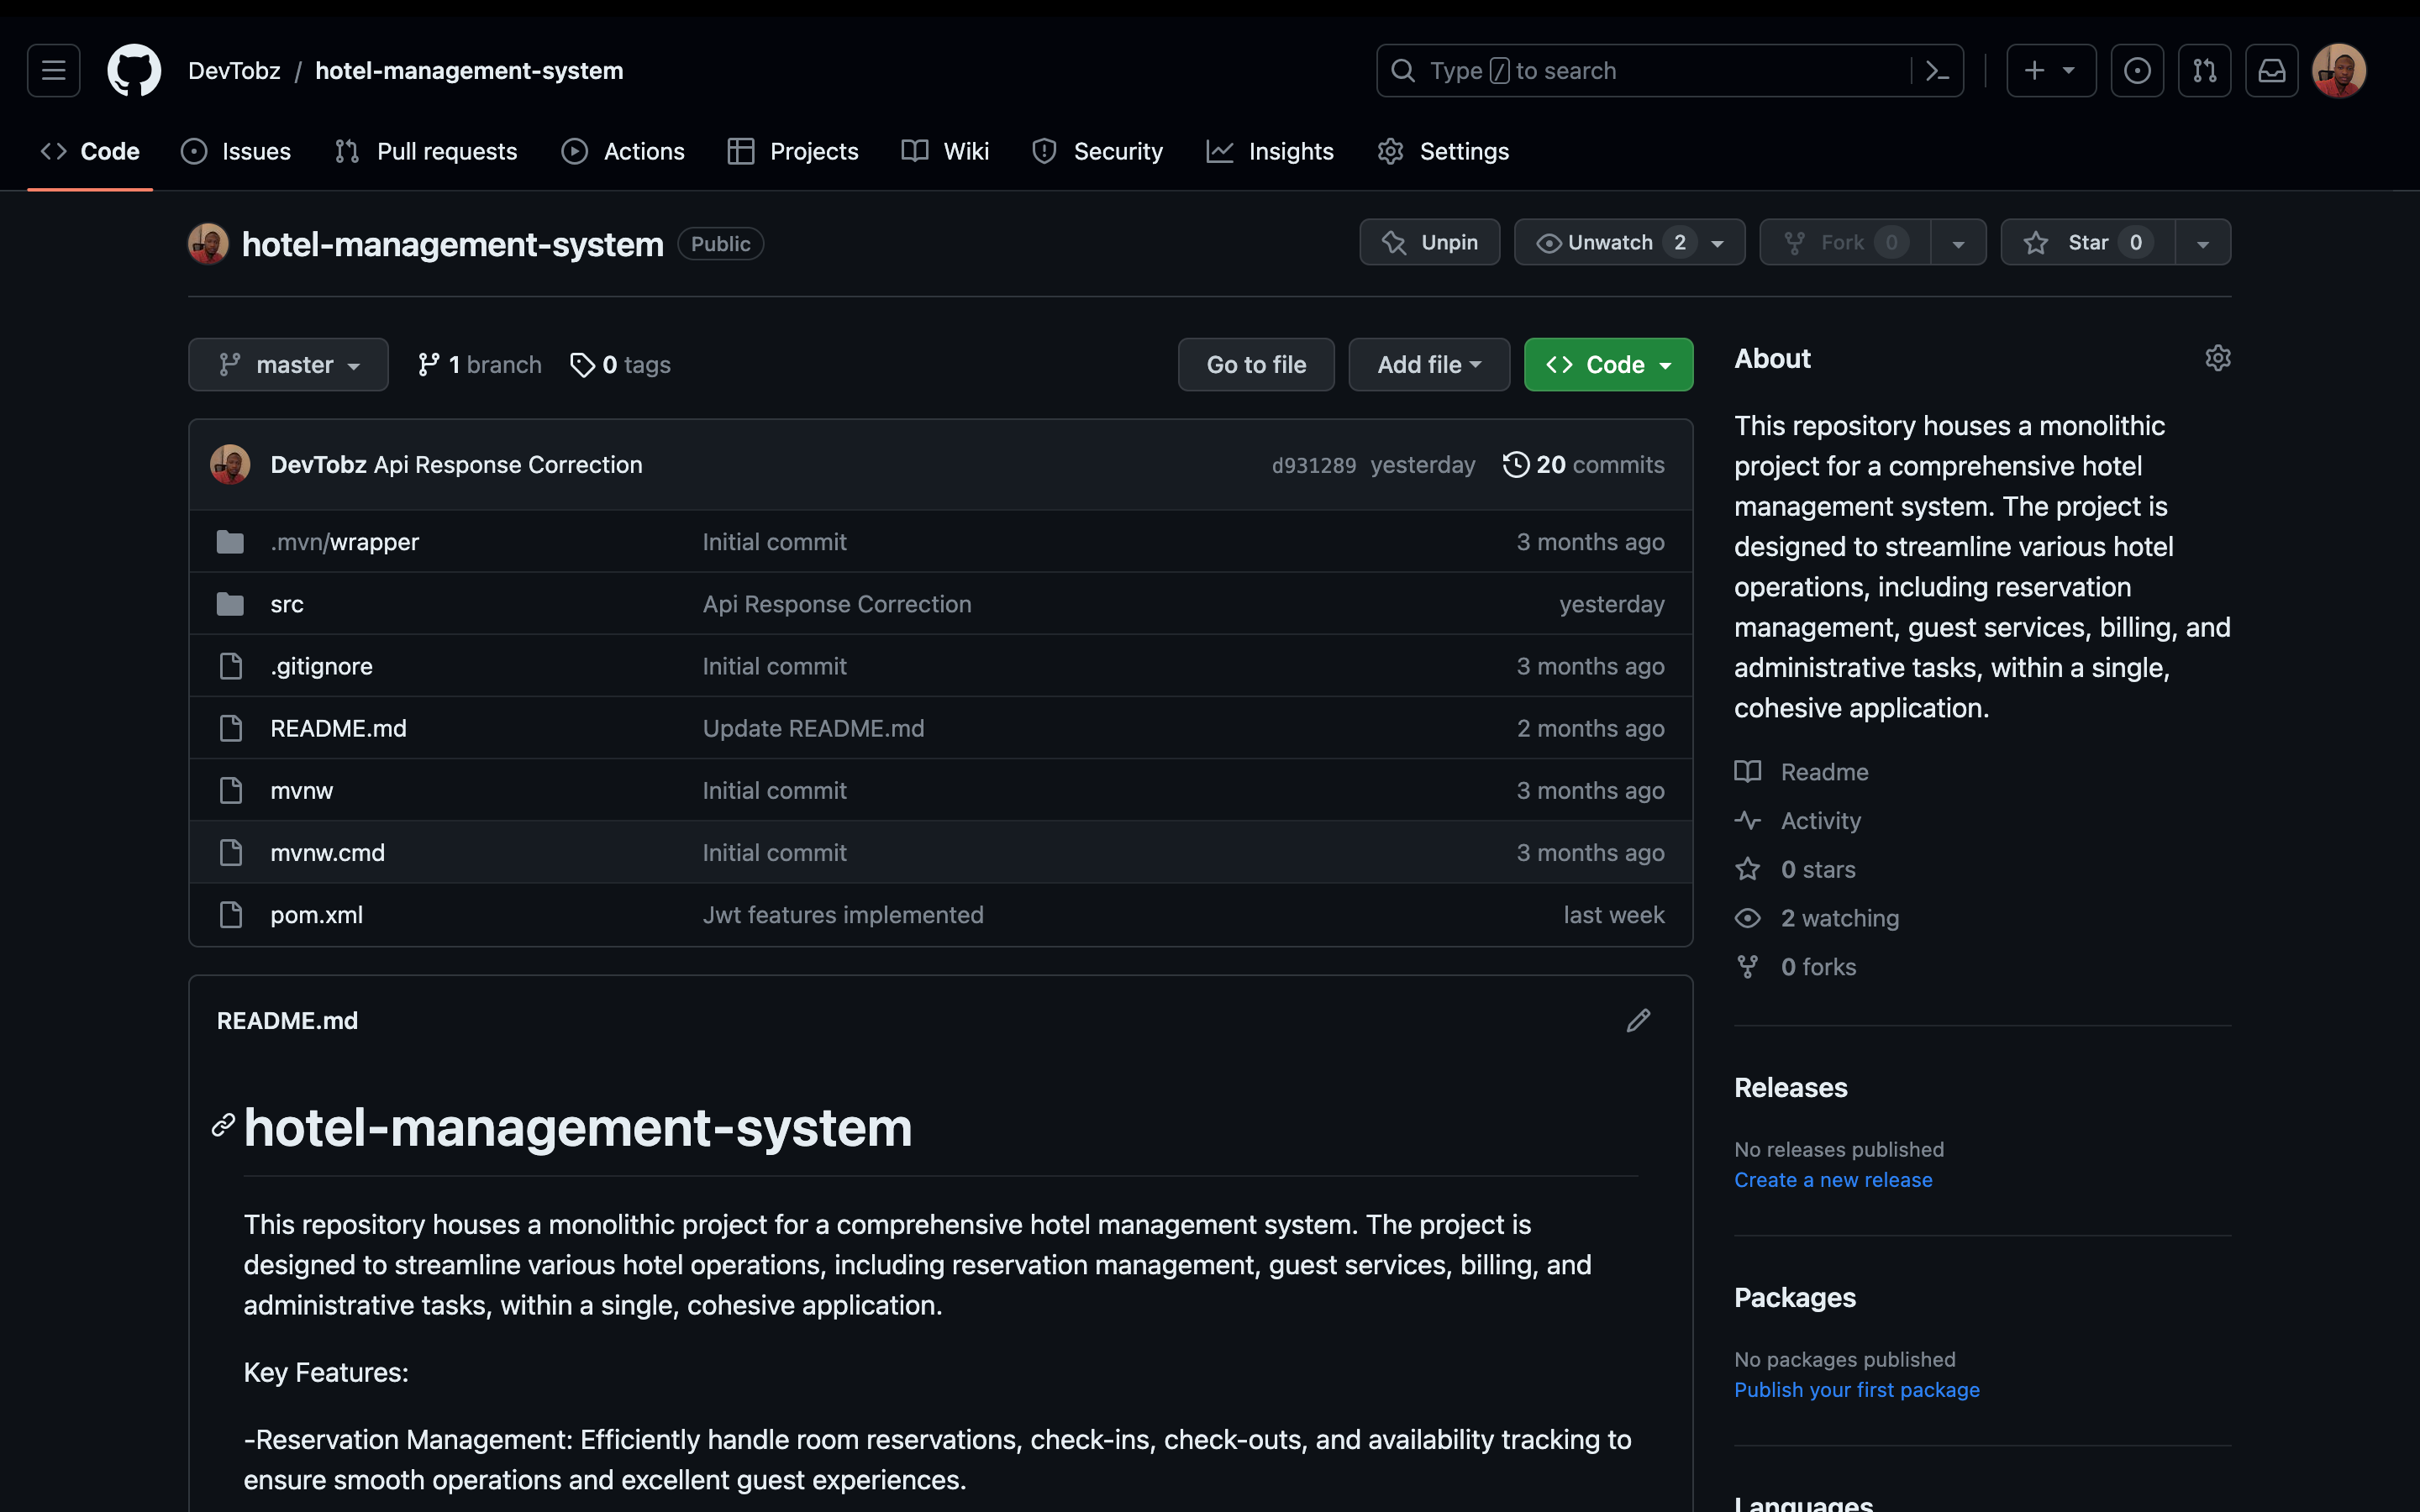 DevTobz / hotel-management-system
Type / to search
Code Issues Pull requests Actions Projects Wiki Security Insights Settings
hotel-management-system Public
Unpin Unwatch 2 Fork 0 Star 0
master 1 branch 0 tags
Go to file Add file Code
DevTobz Api Response Correction d931289 yesterday 20 commits
.mvn/wrapper Initial commit 3 months ago
src Api Response Correction yesterday
.gitignore Initial commit 3 months ago
README.md Update README.md 2 months ago
mvnw Initial commit 3 months ago
mvnw.cmd Initial commit 3 months ago
pom.xml Jwt features implemented last week
README.md
hotel-management-system
This repository houses a monolithic project for a comprehensive hotel management system. The project is
designed to streamline various hotel operations, including reservation management, guest services, billing, and
administrative tasks, within a single, cohesive application.
Key Features:
-Reservation Management: Efficiently handle room reservations, check-ins, check-outs, and availability tracking to
ensure smooth operations and excellent guest experiences.
About
This repository houses a monolithic
project for a comprehensive hotel
management system. The project is
designed to streamline various hotel
operations, including reservation
management, guest services, billing, and
administrative tasks, within a single,
cohesive application.
Readme
Activity
0 stars
2 watching
0 forks
Releases
No releases published
Create a new release
Packages
No packages published
Publish your first package
Languages